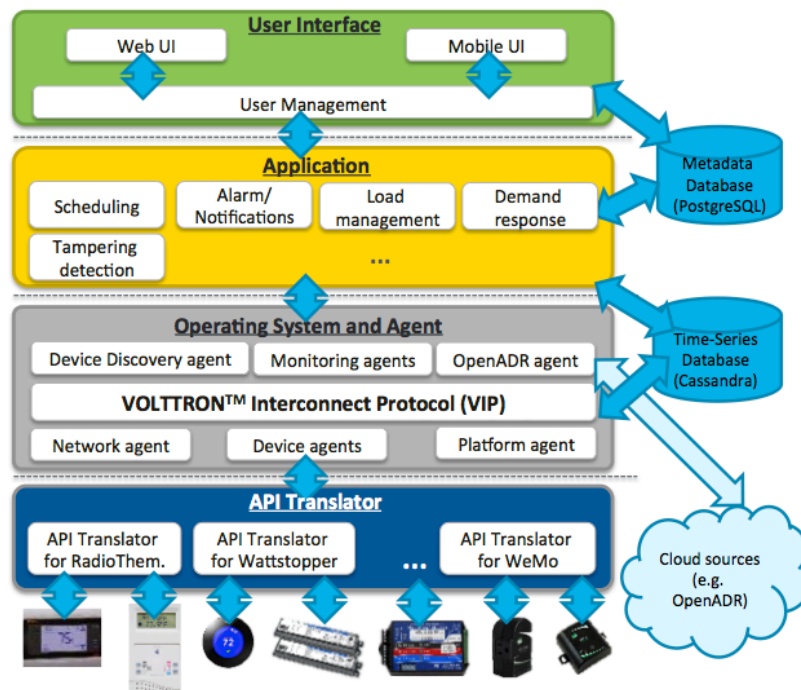 User Interface
Web UI
Mobile UI
User Management
Metadata
Database
(PostgreSQL)
Application
Scheduling
Alarm/
Notifications
Load
management
Demand
response
Tampering
detection
...
Operating System and Agent
Device Discovery agent
Monitoring agents
OpenADR agent
Time-Series
Database
(Cassandra)
VOLTTRON™ Interconnect Protocol (VIP)
Network agent
Device agents
Platform agent
API Translator
API Translator
for RadioThem.
API Translator
for Wattstopper
...
API Translator
for WeMo
Cloud sources
(e.g.
OpenADR)
75
72